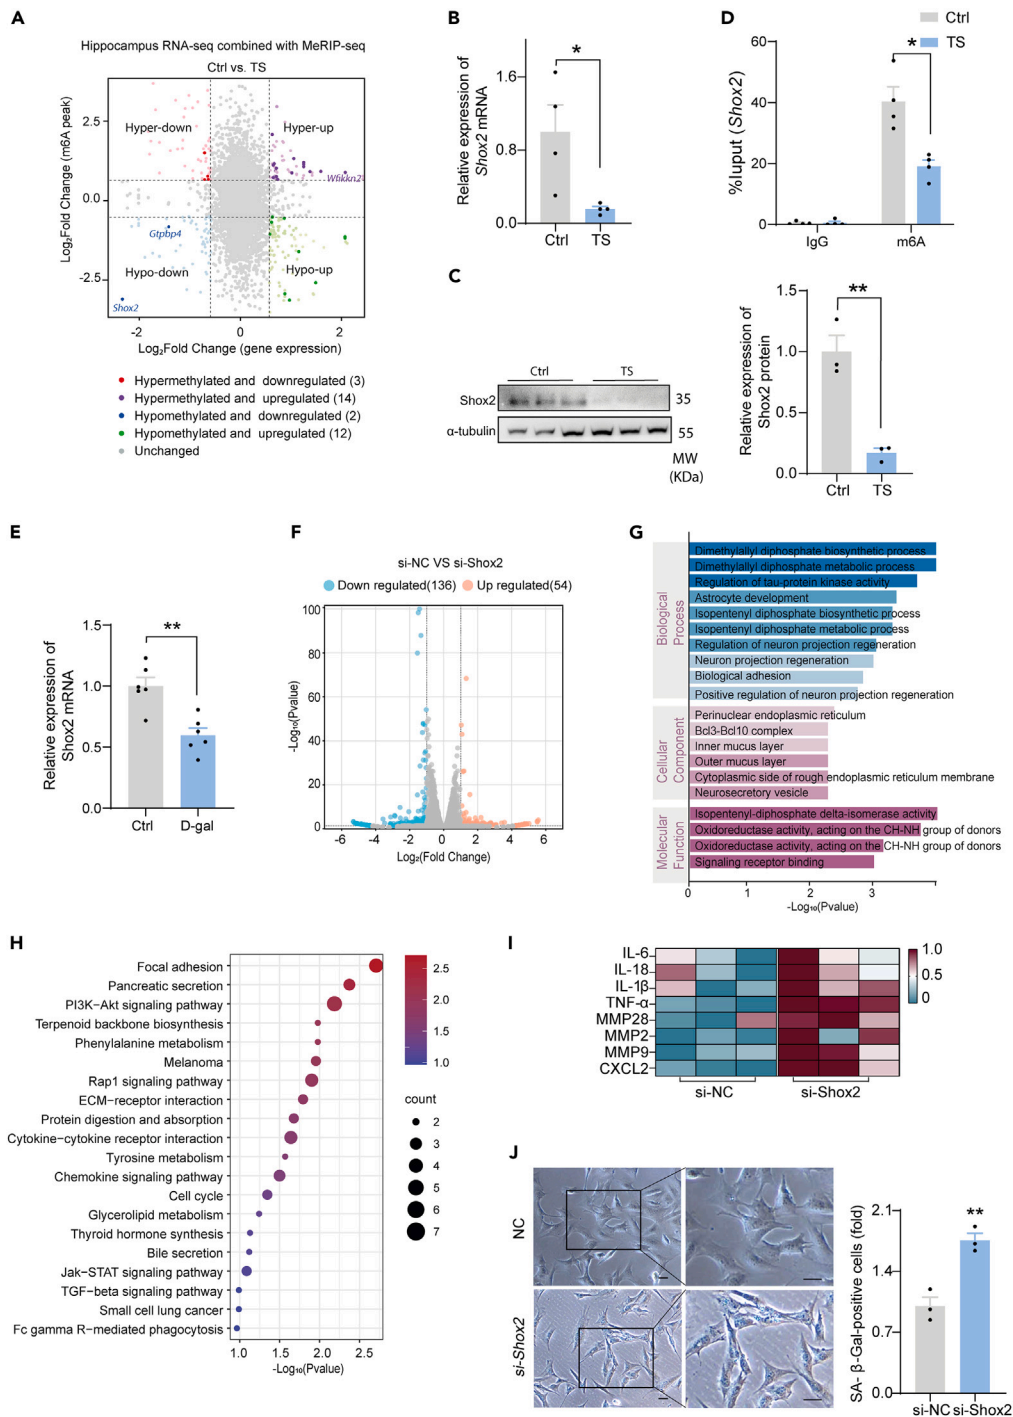 A
Hippocampus RNA-seq combined with MeRIP-seq
Ctrl vs. TS
Log₂Fold Change (m6A peak)
2.5
0.0
-2.5
Hyper-down
Hyper-up
Wfikkn2
Gtpbp4
Hypo-down
Hypo-up
Shox2
-2
0
2
Log₂Fold Change (gene expression)
Hypermethylated and downregulated (3)
Hypermethylated and upregulated (14)
Hypomethylated and downregulated (2)
Hypomethylated and upregulated (12)
Unchanged
B
Relative expression of
Shox2 mRNA
1.6
0.8
0.0
*
Ctrl
TS
D
Ctrl
TS
%Iuput (Shox2)
60
40
20
0
*
IgG
m6A
C
Ctrl
TS
Shox2
35
α-tubulin
55
MW
(KDa)
Relative expression of
Shox2 protein
1.5
1.0
0.5
0.0
**
Ctrl
TS
E
Relative expression of
Shox2 mRNA
1.5
1.0
0.5
0.0
**
Ctrl
D-gal
F
si-NC VS si-Shox2
Down regulated(136)
Up regulated(54)
-Log₁₀(Pvalue)
100
80
60
40
20
1
-6
-4
-2
0
2
4
6
Log₂(Fold Change)
G
Biological
Process
Dimethylallyl diphosphate biosynthetic process
Dimethylallyl diphosphate metabolic process
Regulation of tau-protein kinase activity
Astrocyte development
Isopentenyl diphosphate biosynthetic process
Isopentenyl diphosphate metabolic process
Regulation of neuron projection regeneration
Neuron projection regeneration
Biological adhesion
Positive regulation of neuron projection regeneration
Cellular
Component
Perinuclear endoplasmic reticulum
Bcl3-Bcl10 complex
Inner mucus layer
Outer mucus layer
Cytoplasmic side of rough endoplasmic reticulum membrane
Neurosecretory vesicle
Molecular
Function
Isopentenyl-diphosphate delta-isomerase activity
Oxidoreductase activity, acting on the CH-NH group of donors
Oxidoreductase activity, acting on the CH-NH group of donors
Signaling receptor binding
0
1
2
3
-Log₁₀(Pvalue)
H
Focal adhesion
Pancreatic secretion
PI3K−Akt signaling pathway
Terpenoid backbone biosynthesis
Phenylalanine metabolism
Melanoma
Rap1 signaling pathway
ECM−receptor interaction
Protein digestion and absorption
Cytokine−cytokine receptor interaction
Tyrosine metabolism
Chemokine signaling pathway
Cell cycle
Glycerolipid metabolism
Thyroid hormone synthesis
Bile secretion
Jak−STAT signaling pathway
TGF−beta signaling pathway
Small cell lung cancer
Fc gamma R−mediated phagocytosis
1.0
1.5
2.0
2.5
-Log₁₀(Pvalue)
2.5
2.0
1.5
1.0
count
2
3
4
5
6
7
I
IL-6
IL-18
IL-1β
TNF-α
MMP28
MMP2
MMP9
CXCL2
si-NC
si-Shox2
1.0
0.5
0
J
NC
si-Shox2
SA- β-Gal-positive cells (fold)
2.1
1.4
0.7
0.0
**
si-NC
si-Shox2